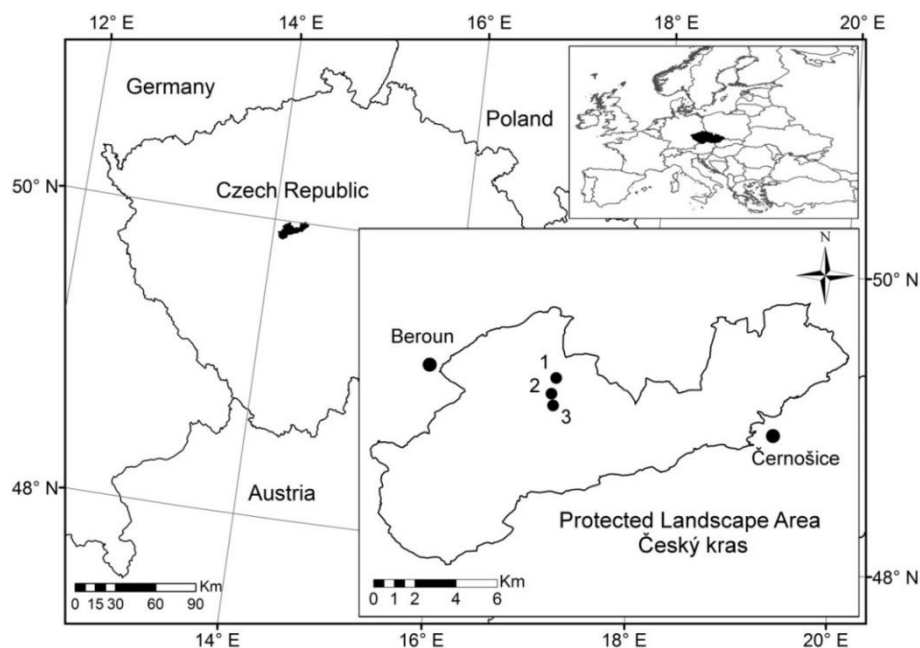 12° E
14° E
16° E
18° E
20° E
Germany
Poland
50° N
Czech Republic
N
50° N
Beroun
1
2
3
Černošice
48° N
Austria
Protected Landscape Area
Český kras
48° N
Km
0 15 30 60 90
Km
0 1 2 4 6
14° E
16° E
18° E
20° E